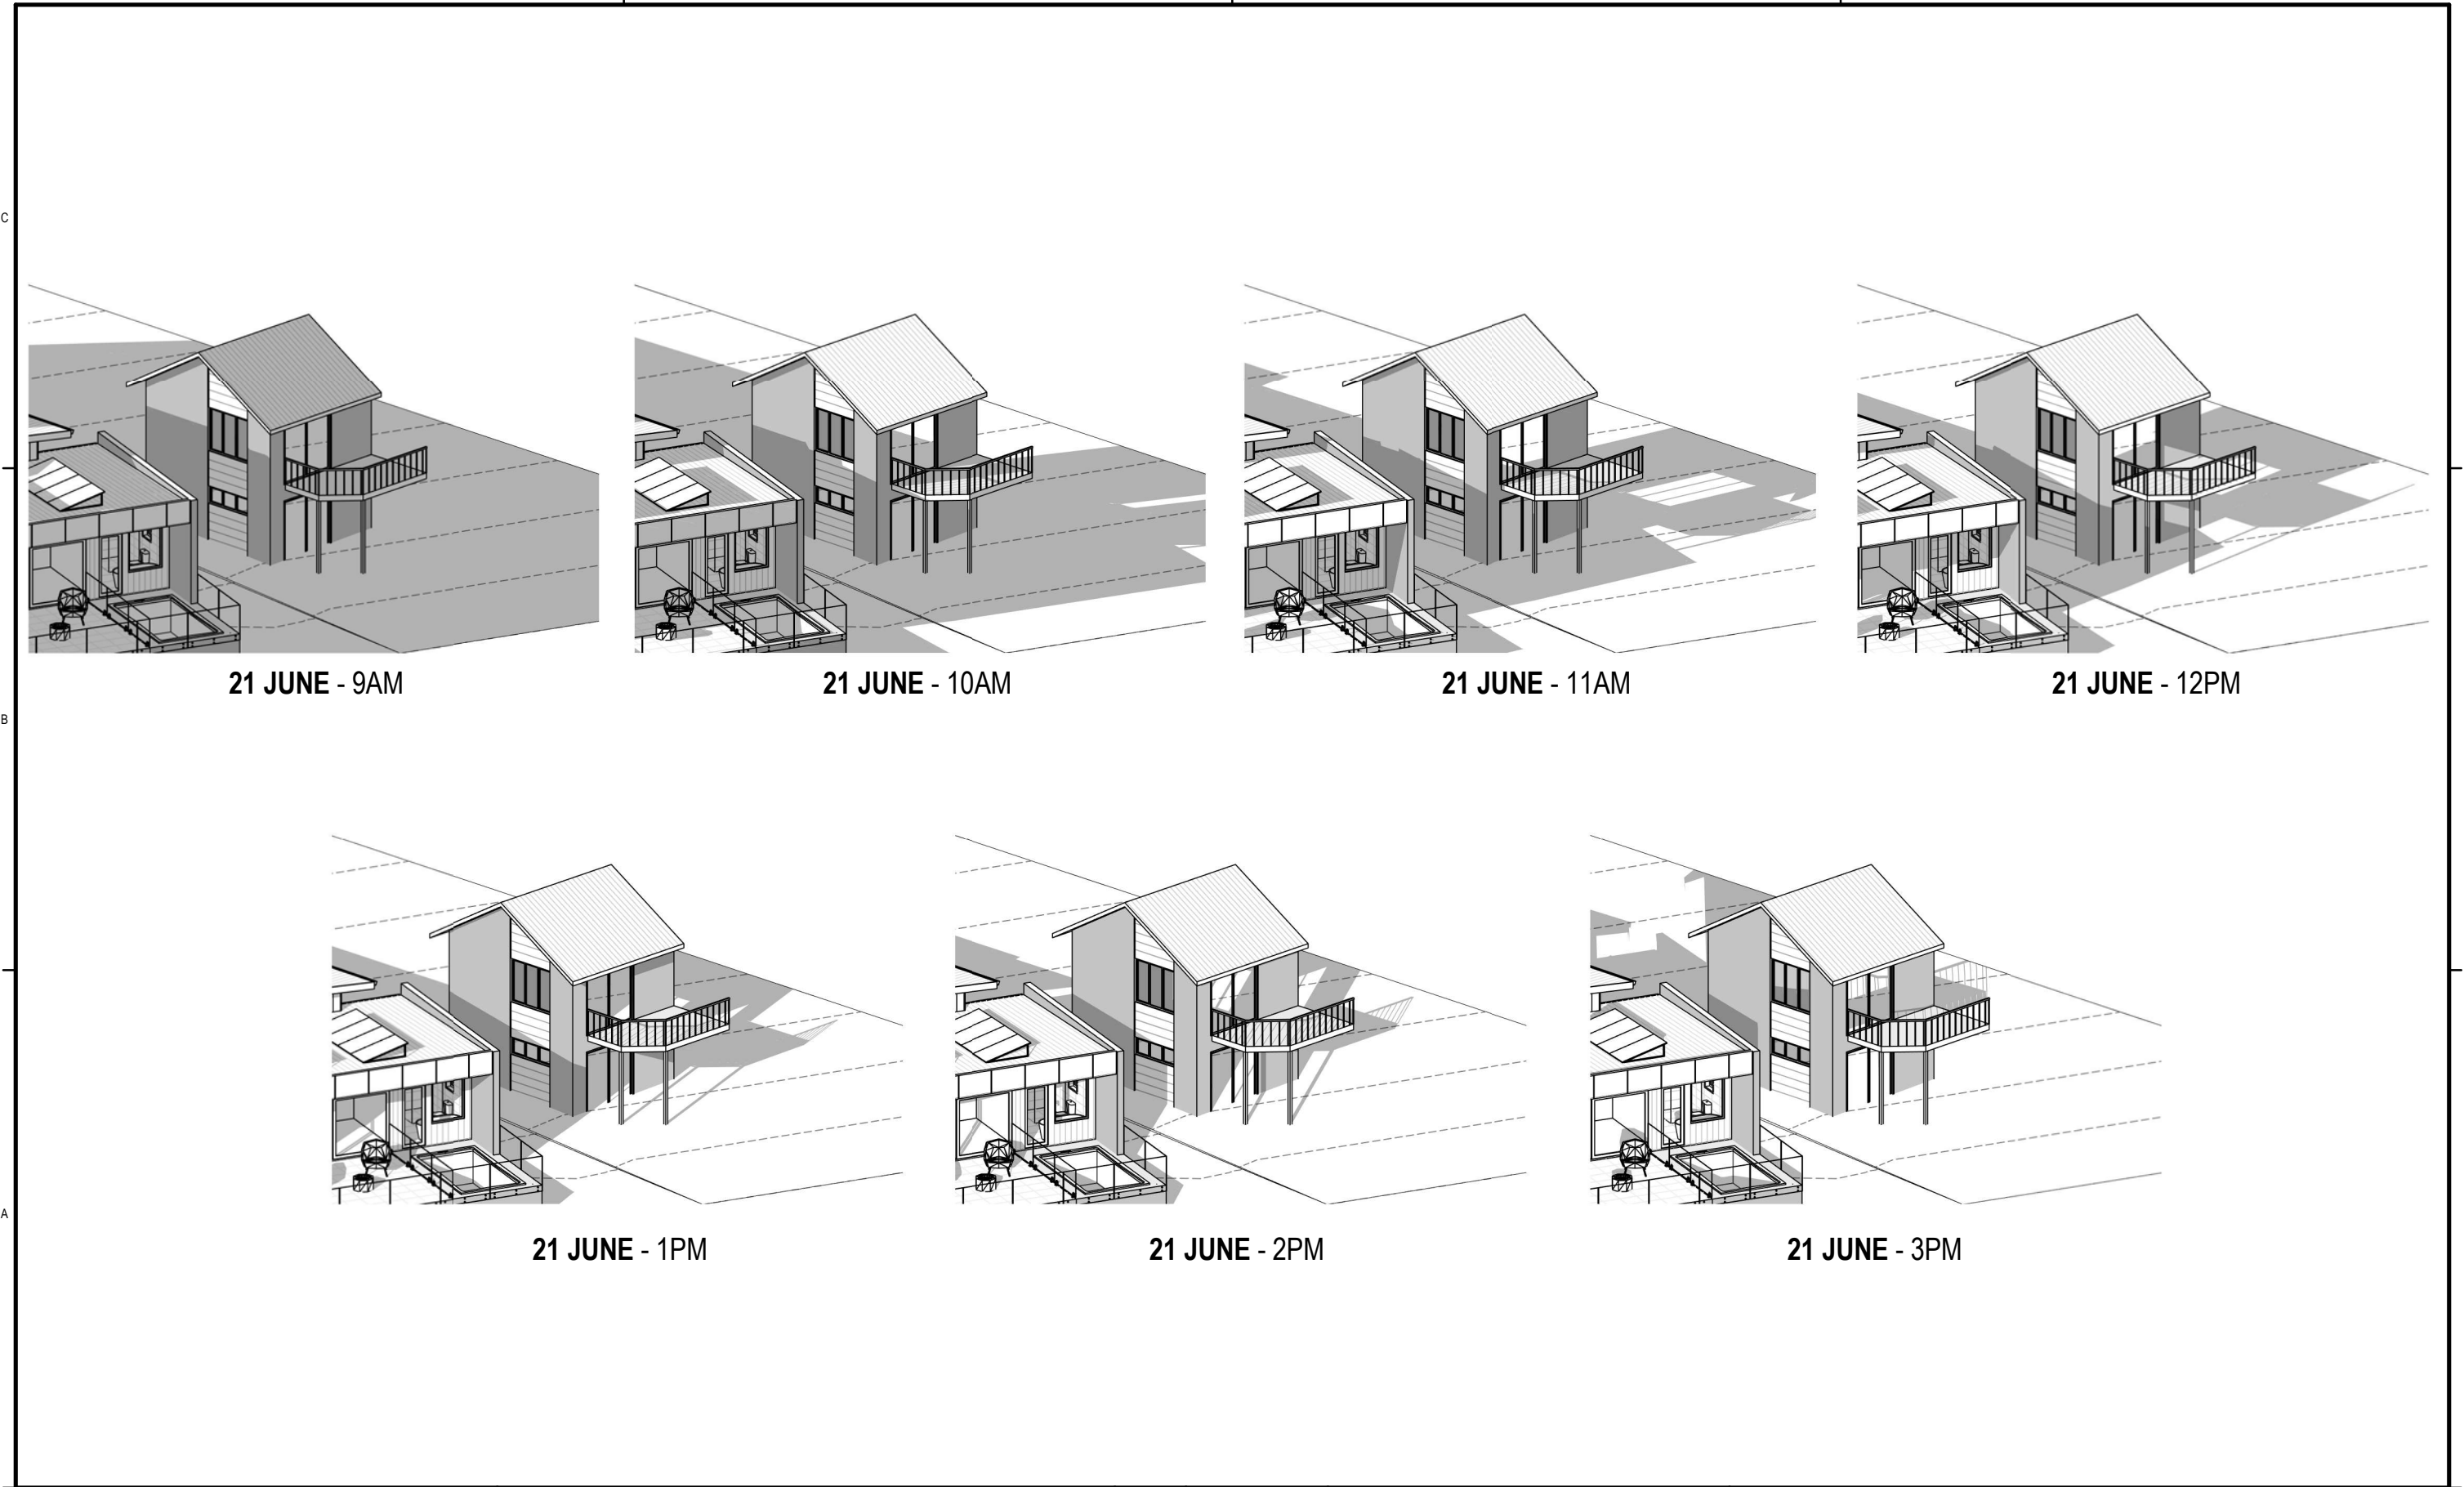 C
21 JUNE - 9AM
21 JUNE - 10AM
21 JUNE - 11AM
21 JUNE - 12PM
B
21 JUNE - 1PM
21 JUNE - 2PM
21 JUNE - 3PM
A